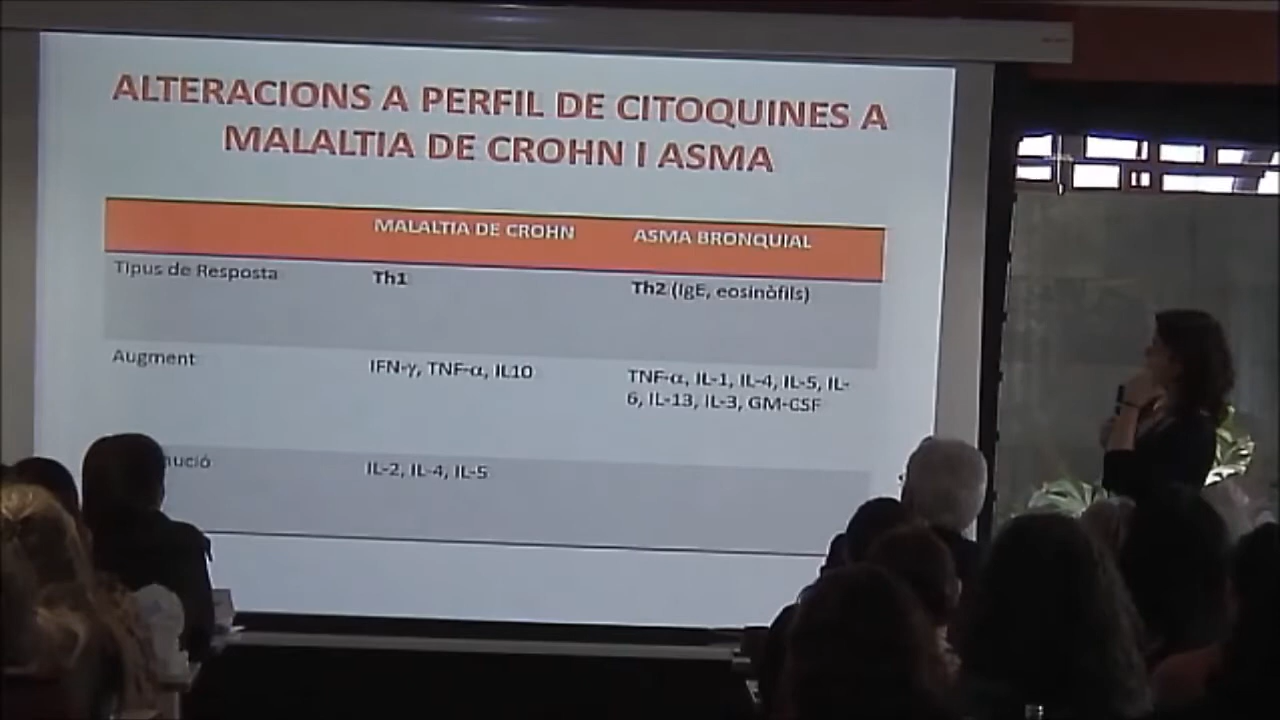 ALTERACIONS A PERFIL DE CITOQUINES A
MALALTIA DE CROHN I ASMA
MALALTIA DE CROHN ASMA BRONQUIAL
Tipus de Resposta Th1 Th2 (IgE, eosinòfils)
Augment IFN-γ, TNF-α, IL10 TNF-α, IL-1, IL-4, IL-5, IL-
6, IL-13, IL-3, GM-CSF
nució IL-2, IL-4, IL-5